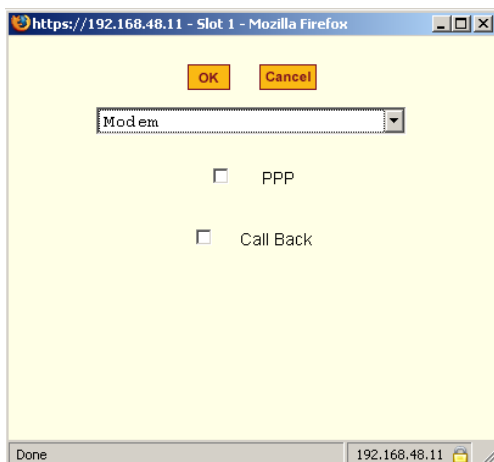 https://192.168.48.11 - Slot 1 - Mozilla Firefox
OK Cancel
Modem
PPP
Call Back
Done 192.168.48.11